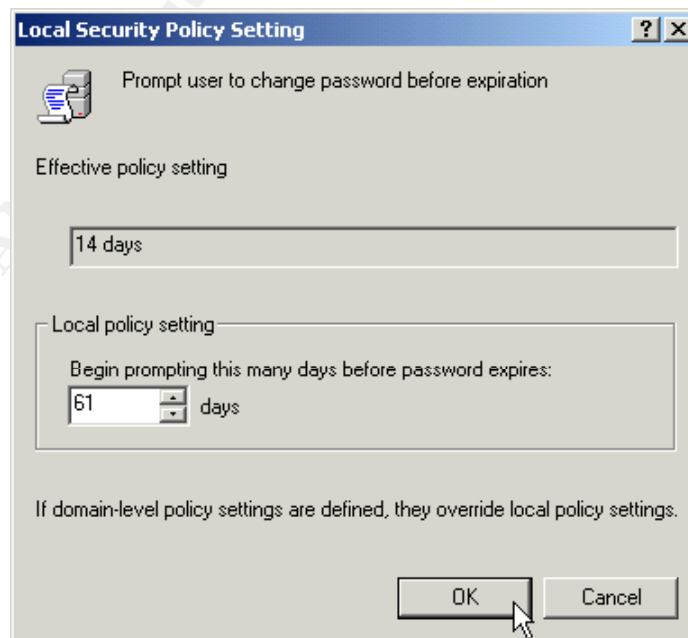 Local Security Policy Setting
Prompt user to change password before expiration
Effective policy setting
14 days
Local policy setting
Begin prompting this many days before password expires:
61 days
If domain-level policy settings are defined, they override local policy settings.
OK Cancel